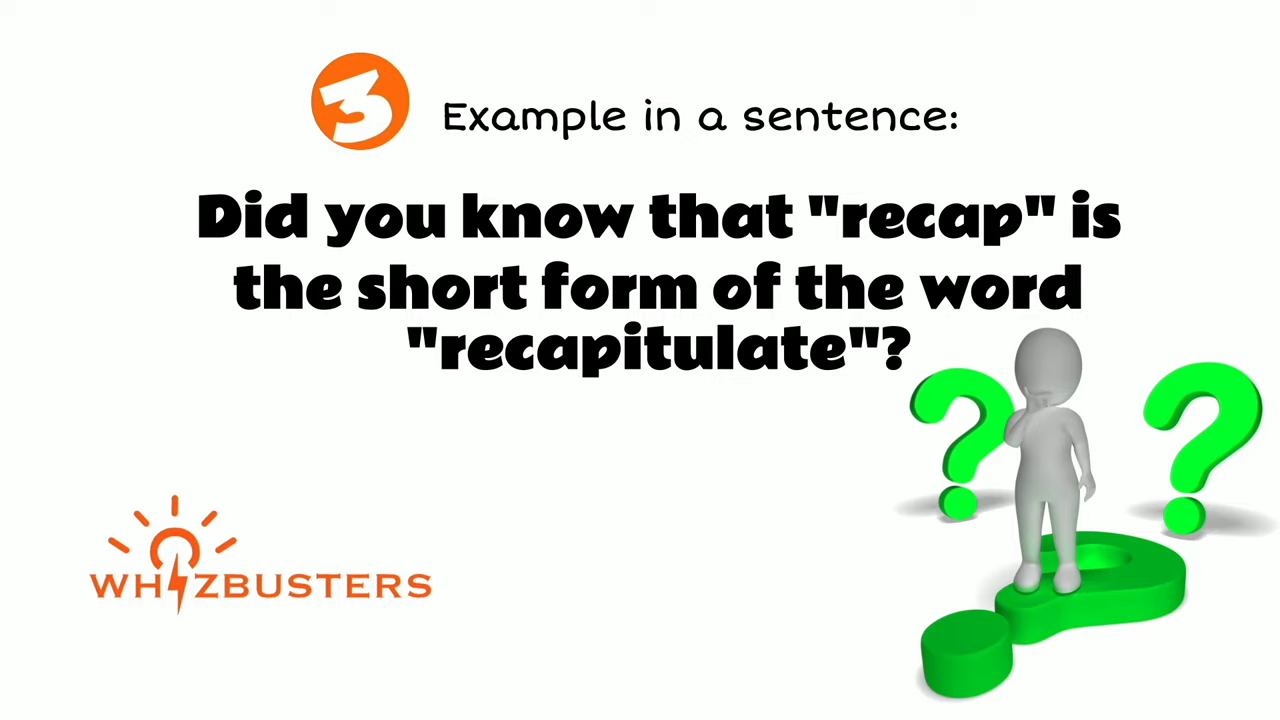 3
Example in a sentence:
Did you know that "recap" is
the short form of the word
"recapitulate"?
WHIZBUSTERS